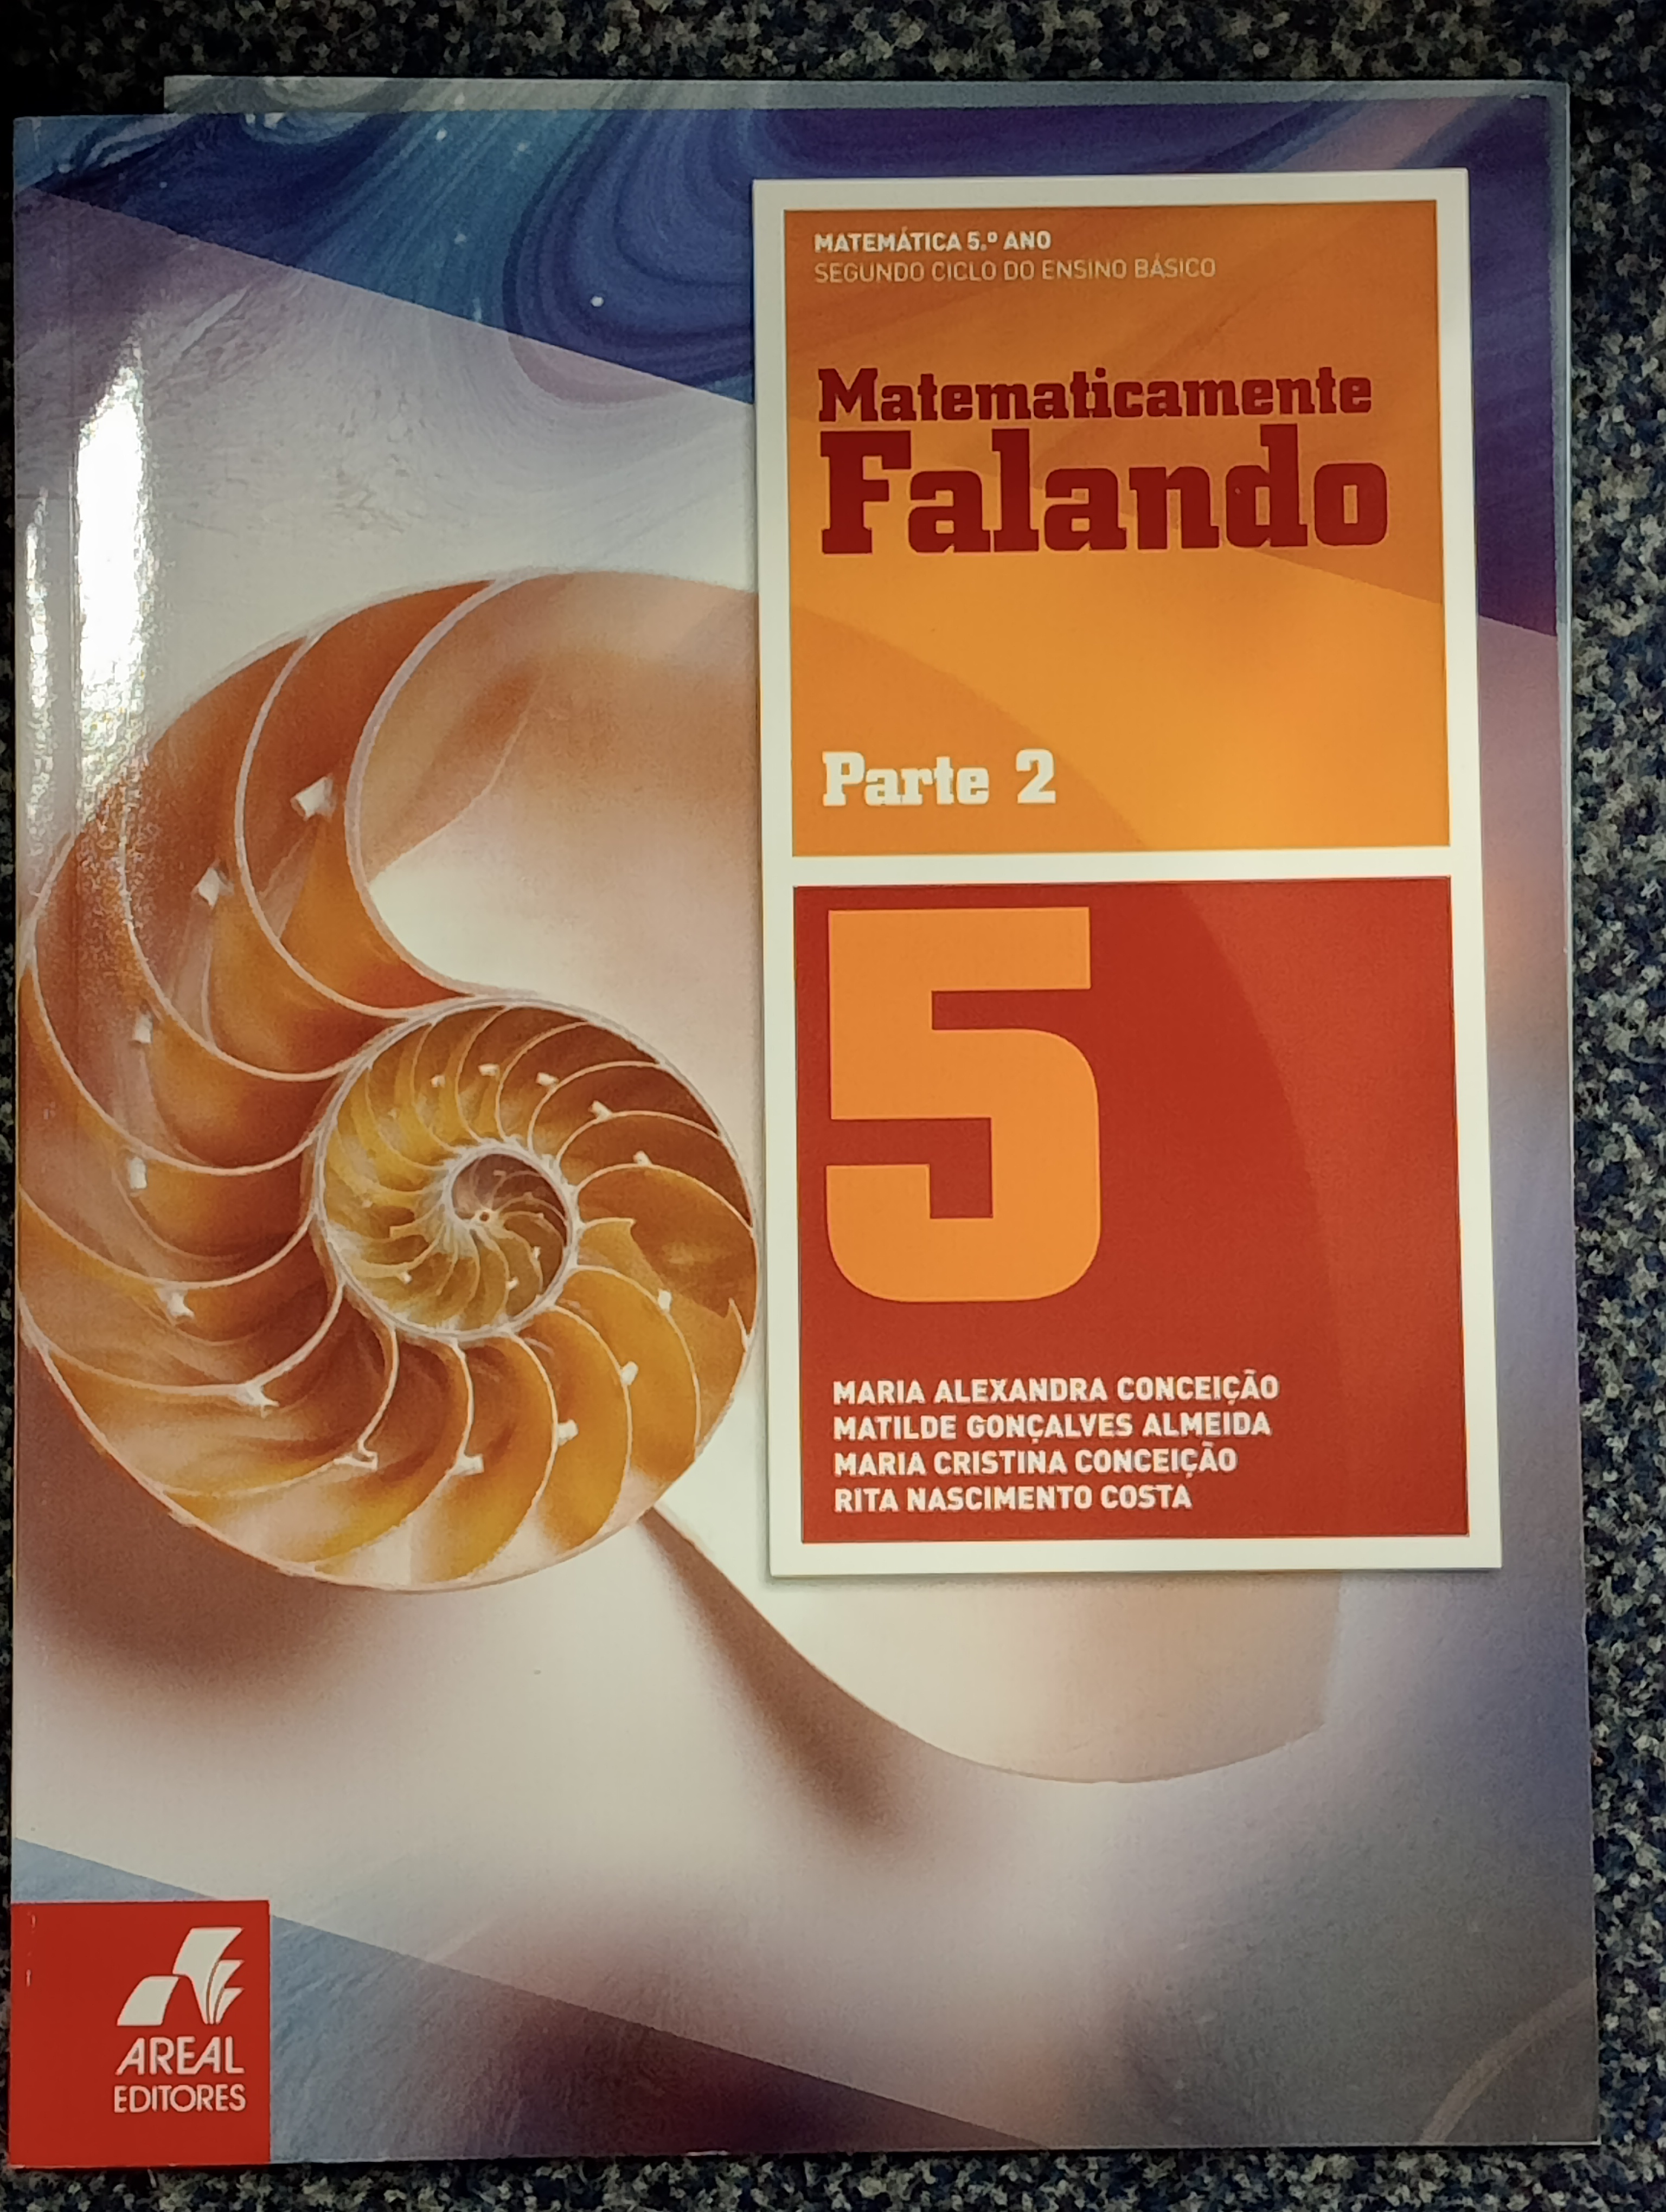 MATEMÁTICA 5.º ANO
SEGUNDO CICLO DO ENSINO BÁSICO
Matematicamente
Falando
Parte 2
5
MARIA ALEXANDRA CONCEIÇÃO
MATILDE GONÇALVES ALMEIDA
MARIA CRISTINA CONCEIÇÃO
RITA NASCIMENTO COSTA
AREAL
EDITORES